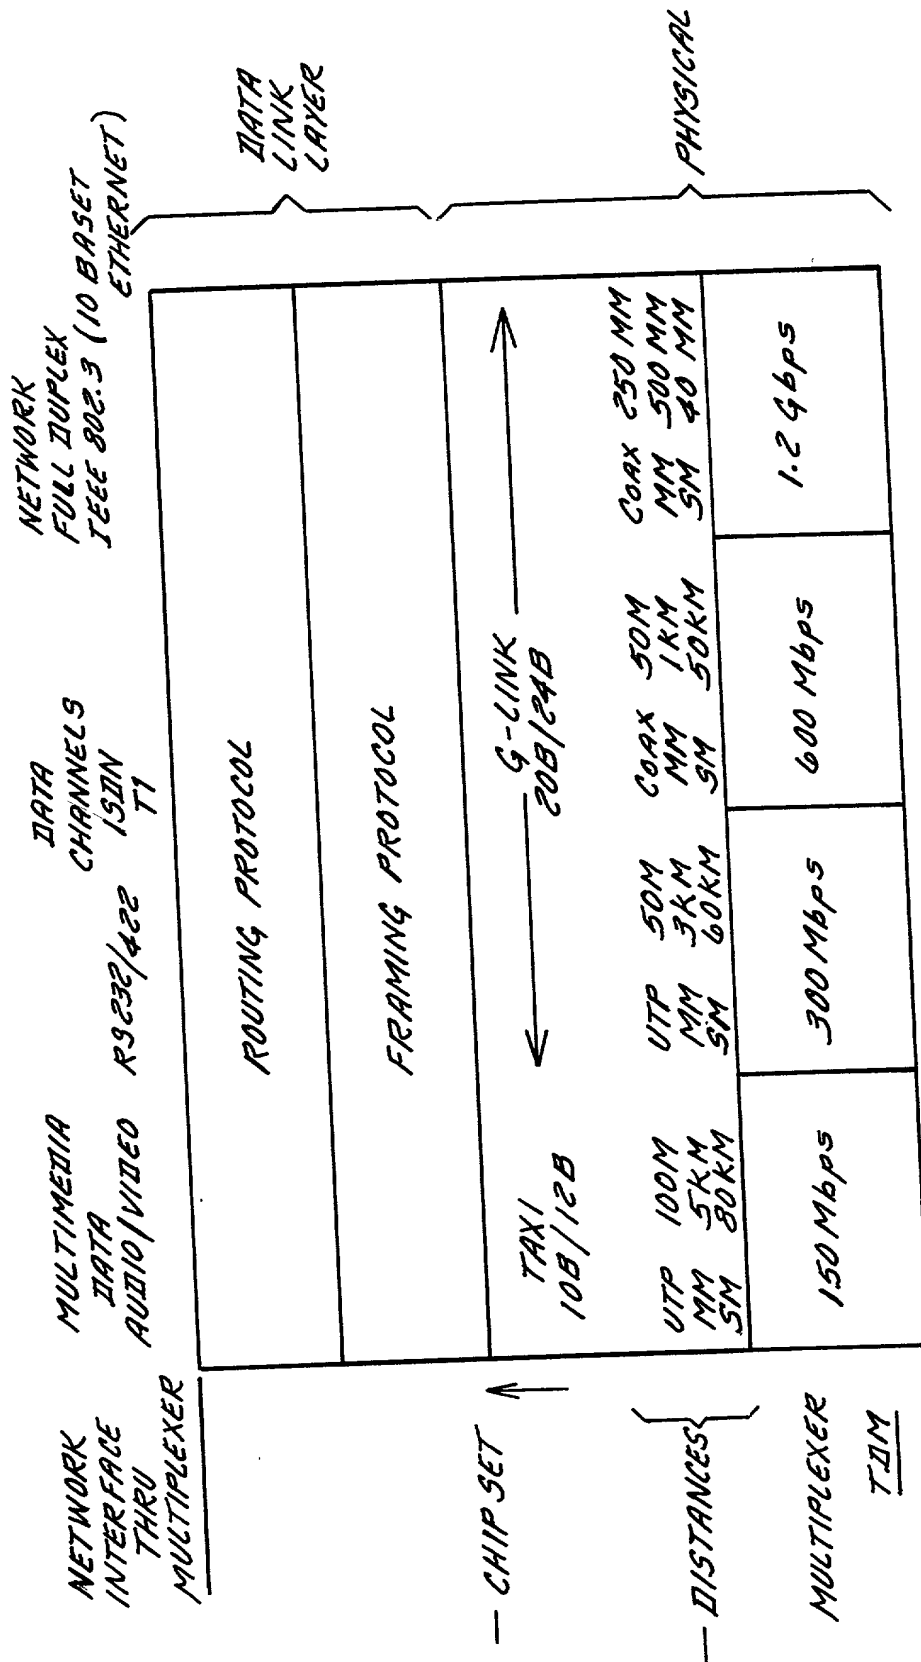 NETWORK
INTERFACE
THRU
MULTIPLEXER
MULTIMEDIA
DATA
AUDIO/VIDEO
RS232/422
DATA
CHANNELS
ISDN
T1
NETWORK
FULL DUPLEX
IEEE 802.3 (10 BASET
ETHERNET)
ROUTING PROTOCOL
FRAMING PROTOCOL
DATA
LINK
LAYER
— CHIP SET
TAXI
10B/12B
G-LINK
20B/24B
— DISTANCES
UTP 100M
MM 5KM
SM 80KM
UTP 50M
MM 3KM
SM 60KM
COAX 50M
MM 1KM
SM 50KM
COAX 250 MM
MM 500 MM
SM 40 MM
PHYSICAL
MULTIPLEXER
TDM
150 Mbps
300 Mbps
600 Mbps
1.2 Gbps